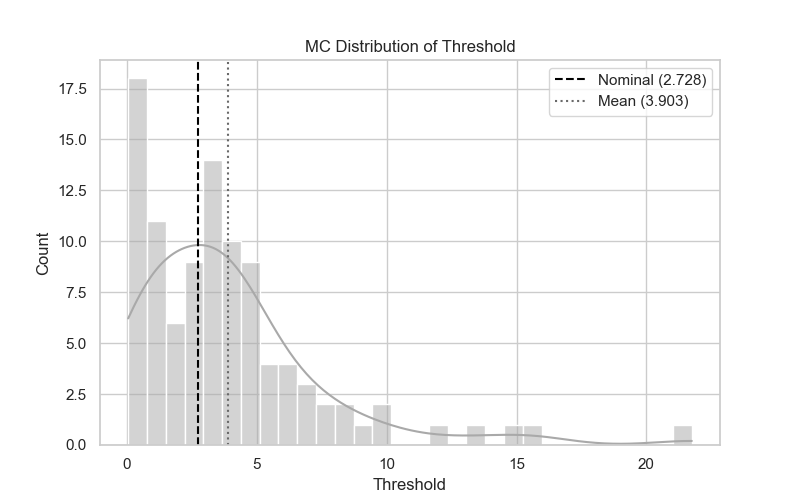 MC Distribution of Threshold
Nominal (2.728)
Mean (3.903)
Count
17.5
15.0
12.5
10.0
7.5
5.0
2.5
0.0
0 5 10 15 20
Threshold